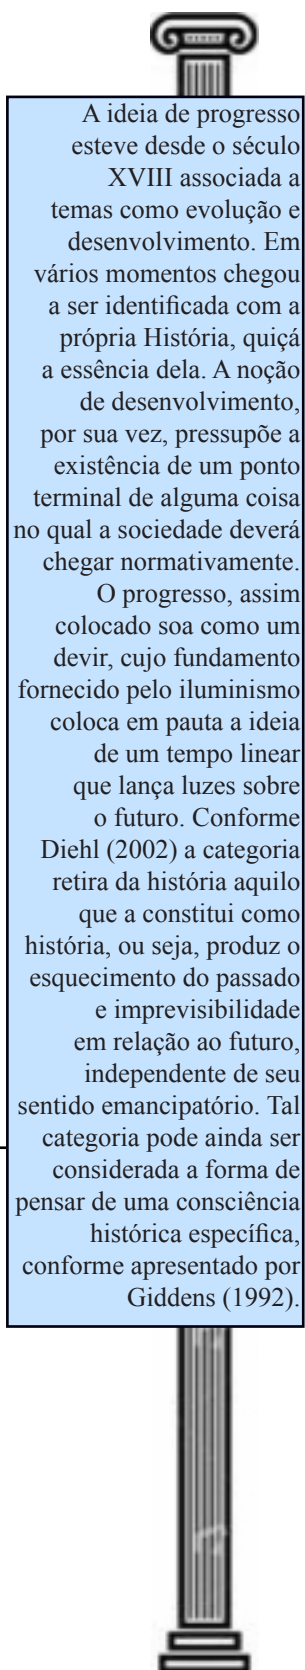 A ideia de progresso
esteve desde o século
XVIII associada a
temas como evolução e
desenvolvimento. Em
vários momentos chegou
a ser identificada com a
própria História, quiçá
a essência dela. A noção
de desenvolvimento,
por sua vez, pressupõe a
existência de um ponto
terminal de alguma coisa
no qual a sociedade deverá
chegar normativamente.
O progresso, assim
colocado soa como um
devir, cujo fundamento
fornecido pelo iluminismo
coloca em pauta a ideia
de um tempo linear
que lança luzes sobre
o futuro. Conforme
Diehl (2002) a categoria
retira da história aquilo
que a constitui como
história, ou seja, produz o
esquecimento do passado
e imprevisibilidade
em relação ao futuro,
independente de seu
sentido emancipatório. Tal
categoria pode ainda ser
considerada a forma de
pensar de uma consciência
histórica específica,
conforme apresentado por
Giddens (1992).